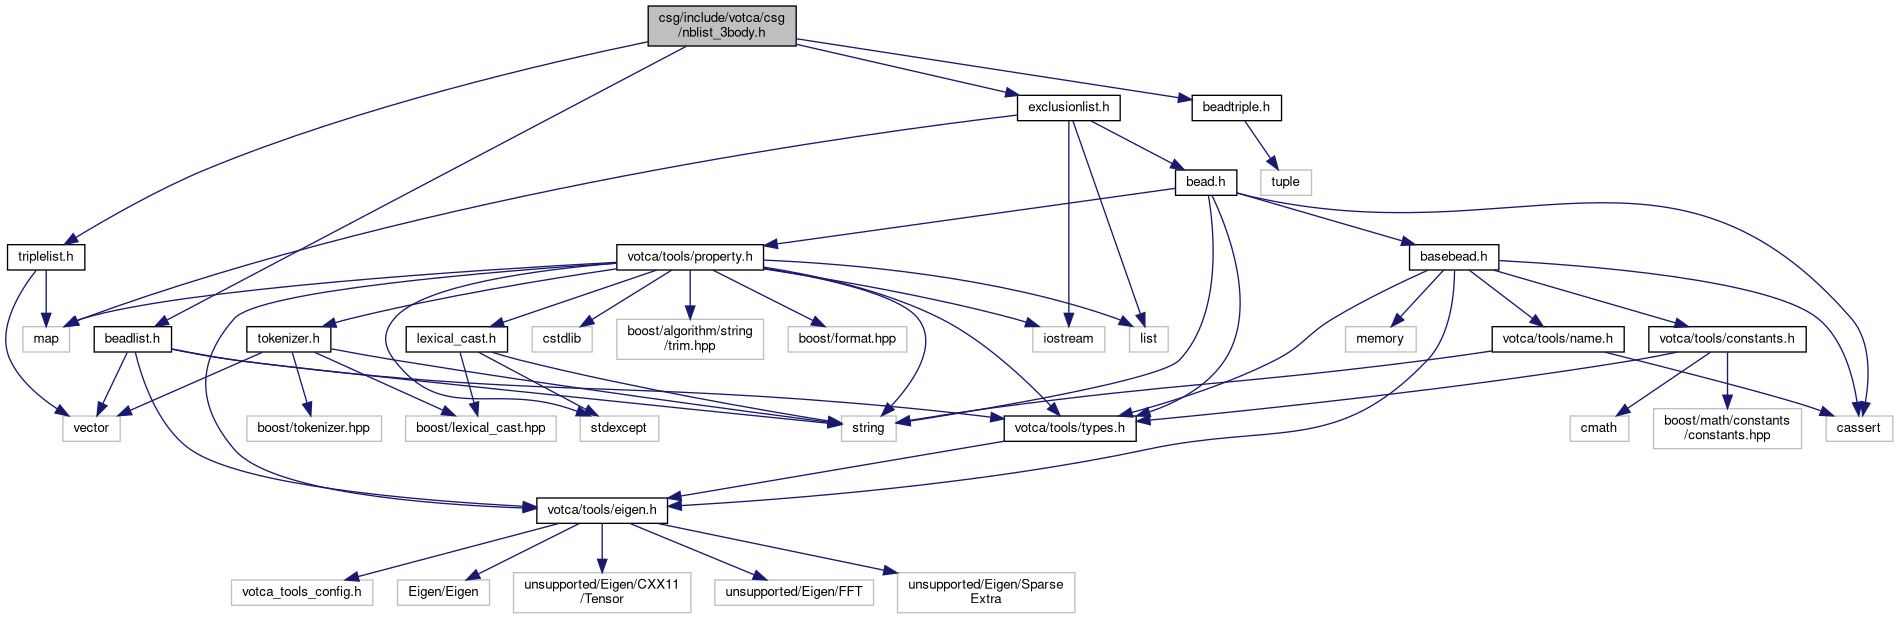 csg/include/votca/csg
/nblist_3body.h
exclusionlist.h
beadtriple.h
bead.h
tuple
triplelist.h
votca/tools/property.h
basebead.h
map
beadlist.h
tokenizer.h
lexical_cast.h
cstdlib
boost/algorithm/string
/trim.hpp
boost/format.hpp
iostream
list
memory
votca/tools/name.h
votca/tools/constants.h
vector
boost/tokenizer.hpp
boost/lexical_cast.hpp
stdexcept
string
votca/tools/types.h
cmath
boost/math/constants
/constants.hpp
cassert
votca/tools/eigen.h
votca_tools_config.h
Eigen/Eigen
unsupported/Eigen/CXX11
/Tensor
unsupported/Eigen/FFT
unsupported/Eigen/Sparse
Extra